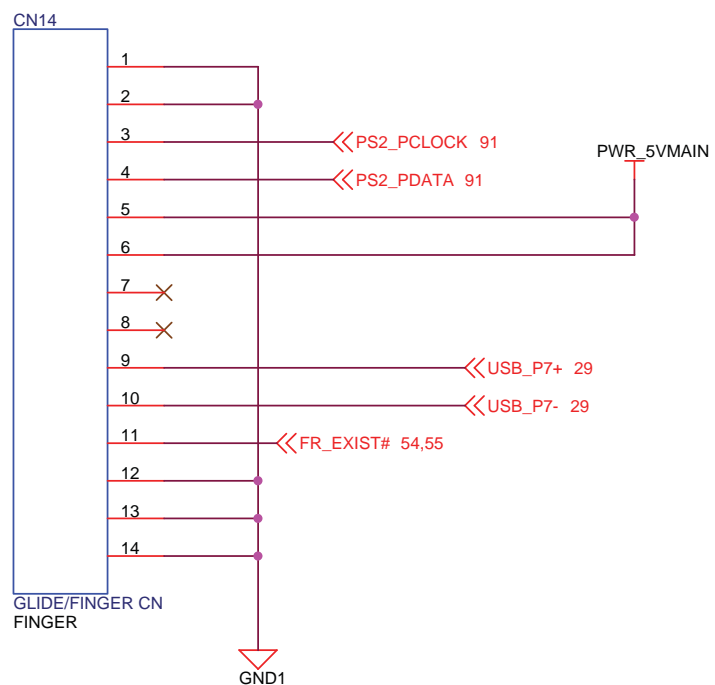 CN14
1
2
3 PS2_PCLOCK 91
PWR_5VMAIN
4 PS2_PDATA 91
5
6
7
8
9 USB_P7+ 29
10 USB_P7- 29
11 FR_EXIST# 54,55
12
13
14
GLIDE/FINGER CN
FINGER
GND1